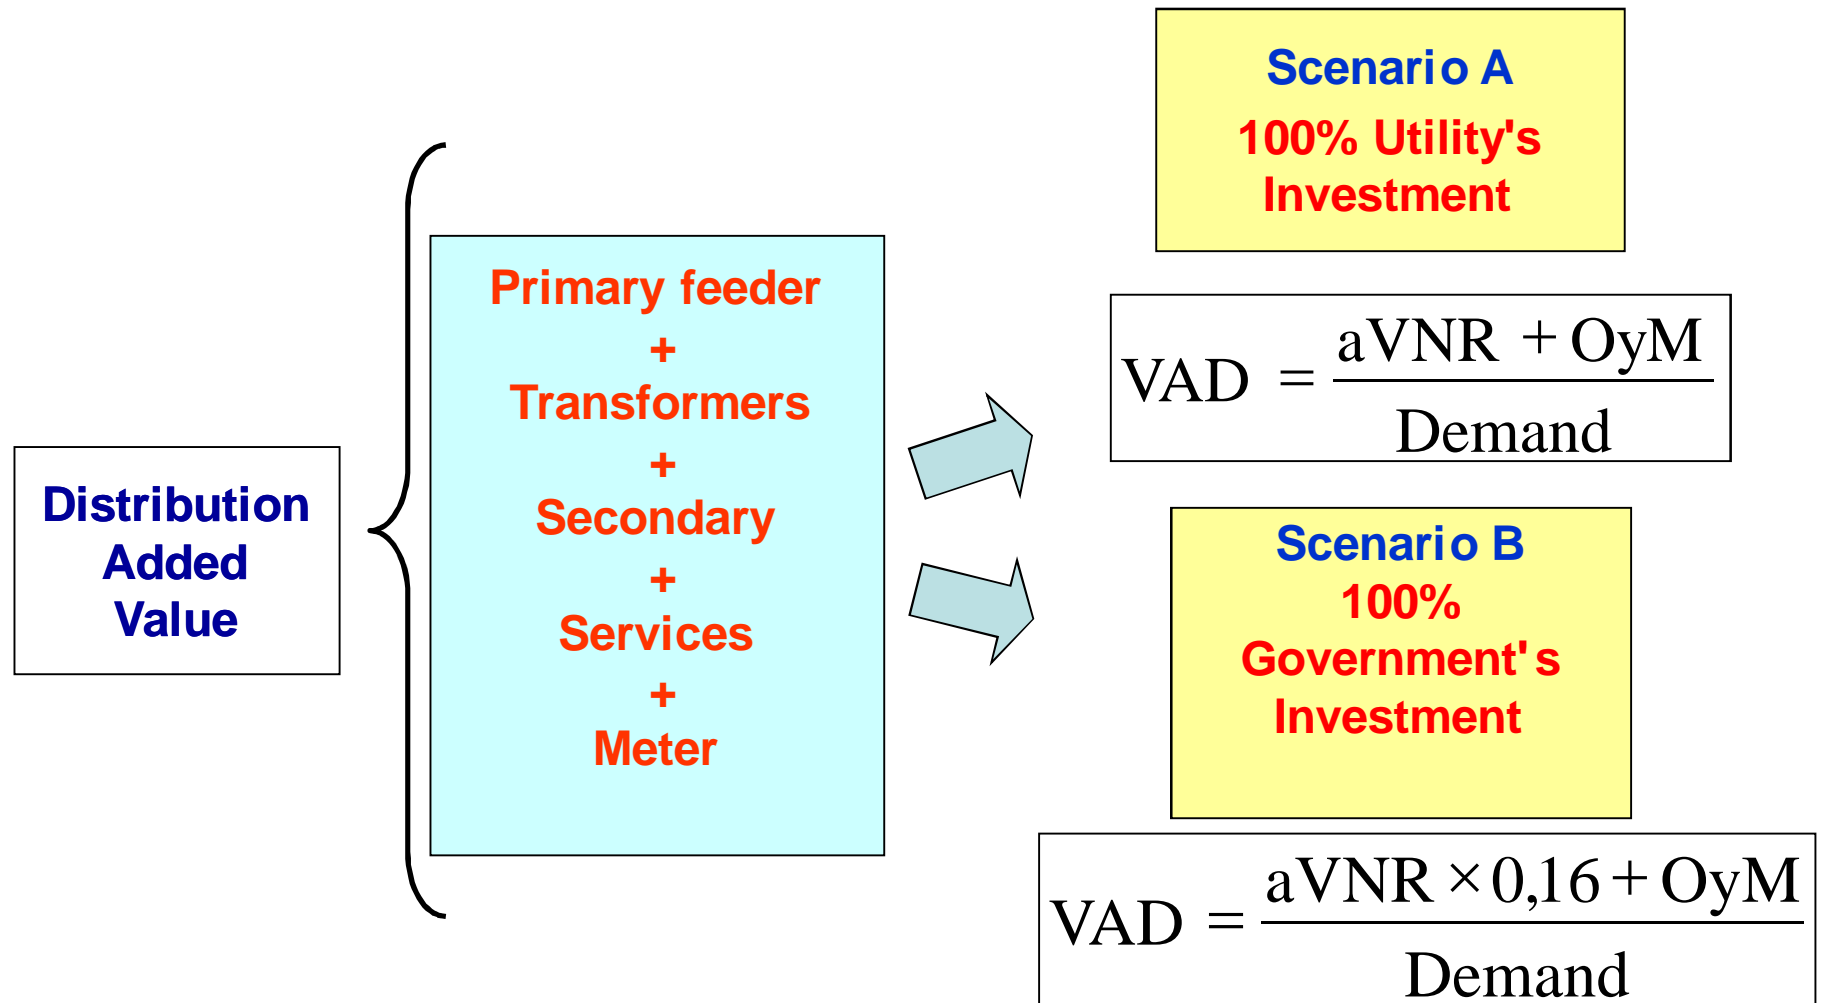 Distribution
Added
Value
Primary feeder
+
Transformers
+
Secondary
+
Services
+
Meter
Scenario A
100% Utility's
Investment
VAD = aVNR + OyM
Demand
Scenario B
100%
Government's
Investment
VAD = aVNR × 0,16 + OyM
Demand